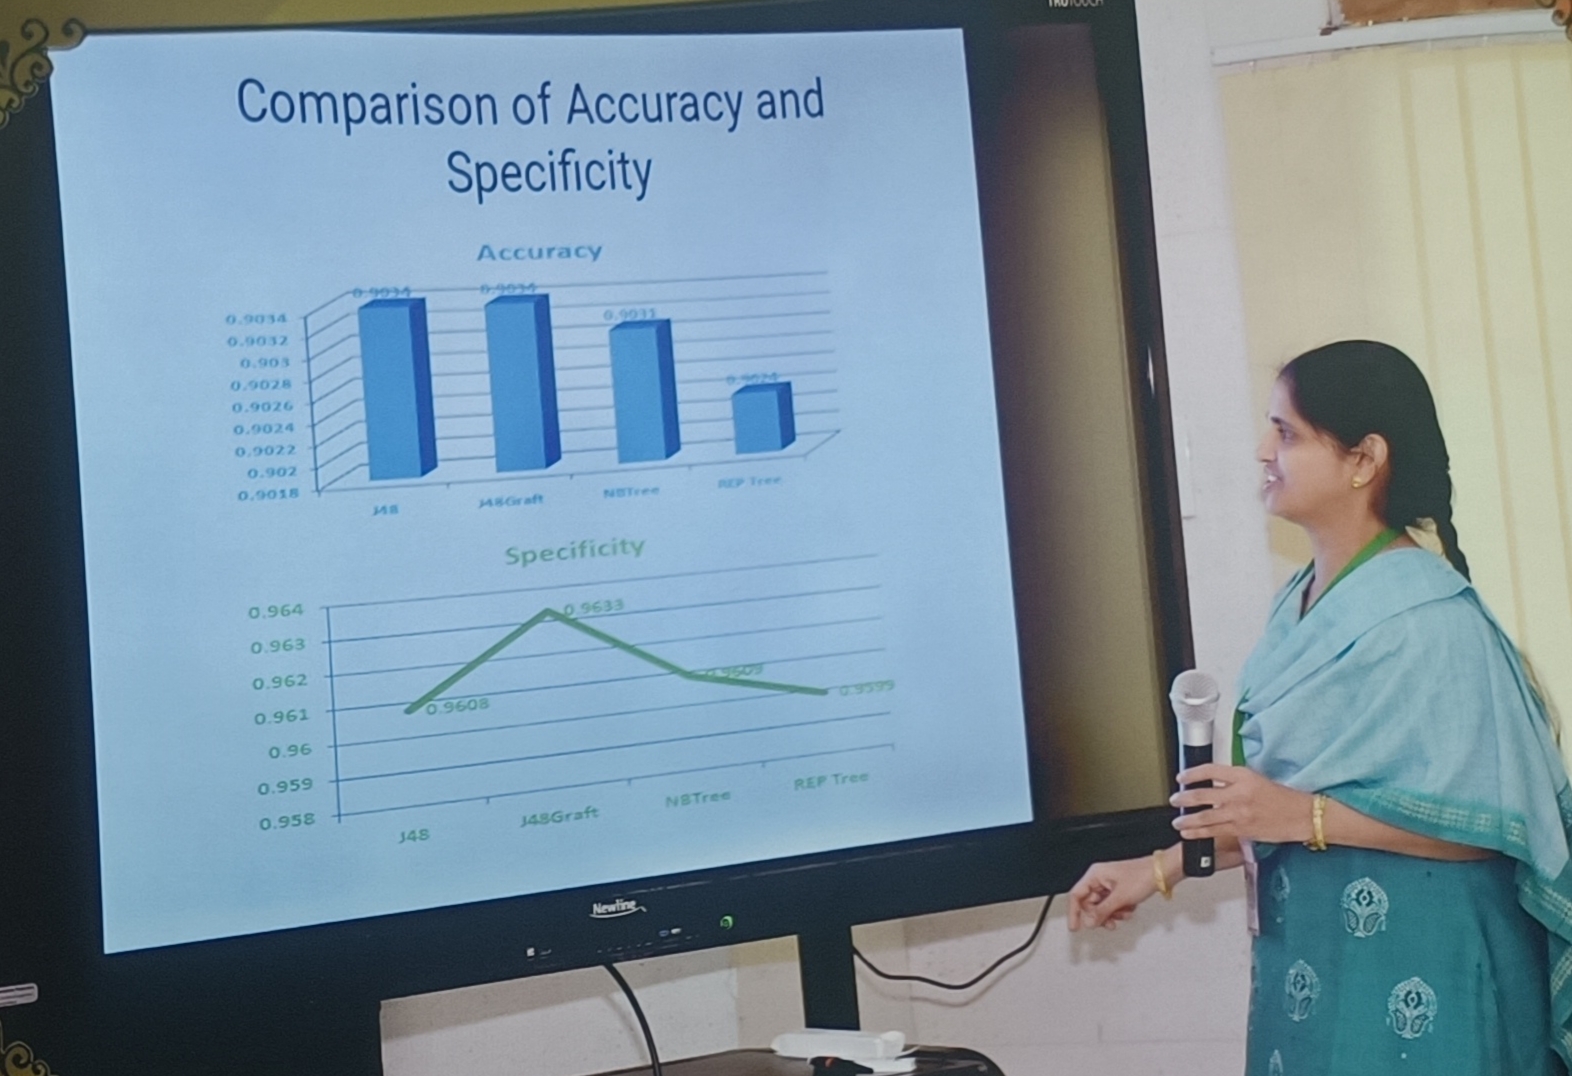 TRUTOUCH
Comparison of Accuracy and
Specificity
Accuracy
0.9034
0.9034
0.9031
0.9024
0.9034
0.9032
0.903
0.9028
0.9026
0.9024
0.9022
0.902
0.9018
J48
J48Graft
NBTree
REP Tree
Specificity
0.964
0.963
0.962
0.961
0.96
0.959
0.958
0.9608
0.9633
0.9609
0.9599
J48
J48Graft
NBTree
REP Tree
Newline